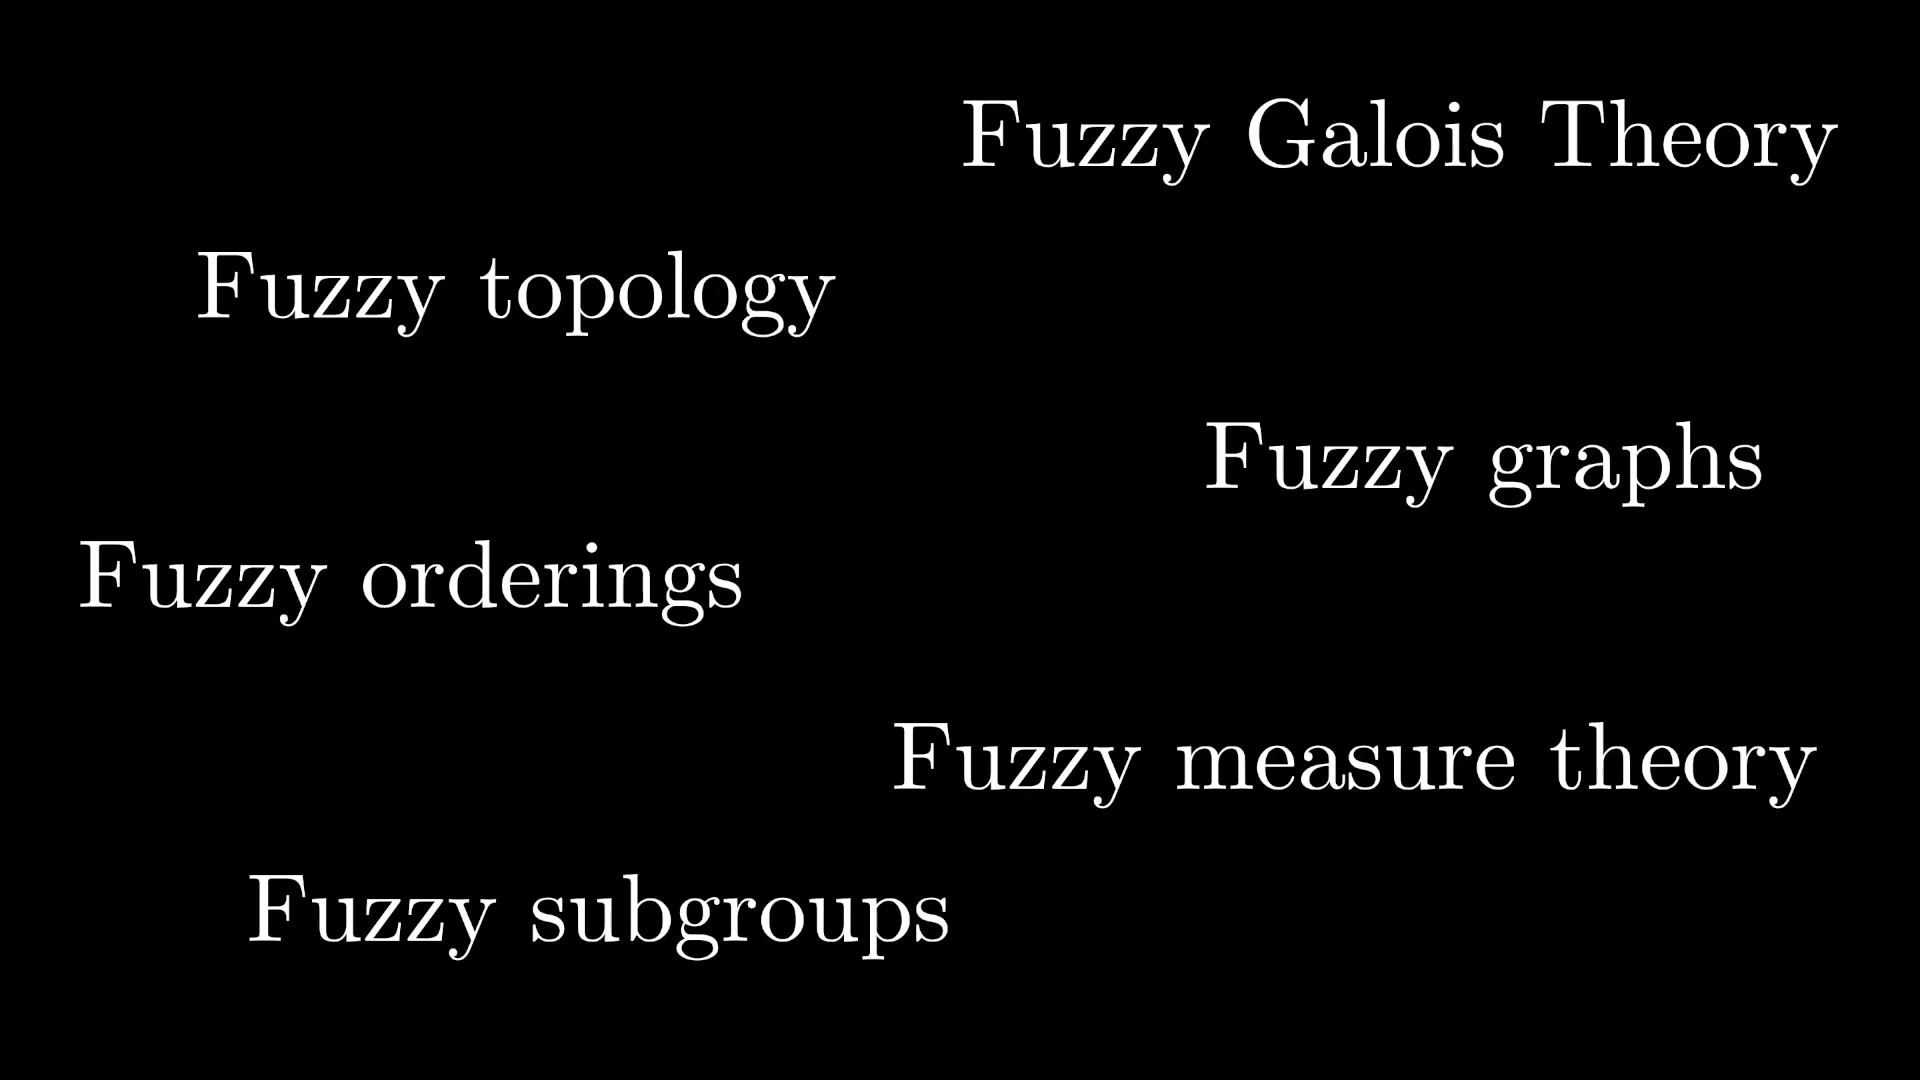 Fuzzy Galois Theory
Fuzzy topology
Fuzzy graphs
Fuzzy orderings
Fuzzy measure theory
Fuzzy subgroups